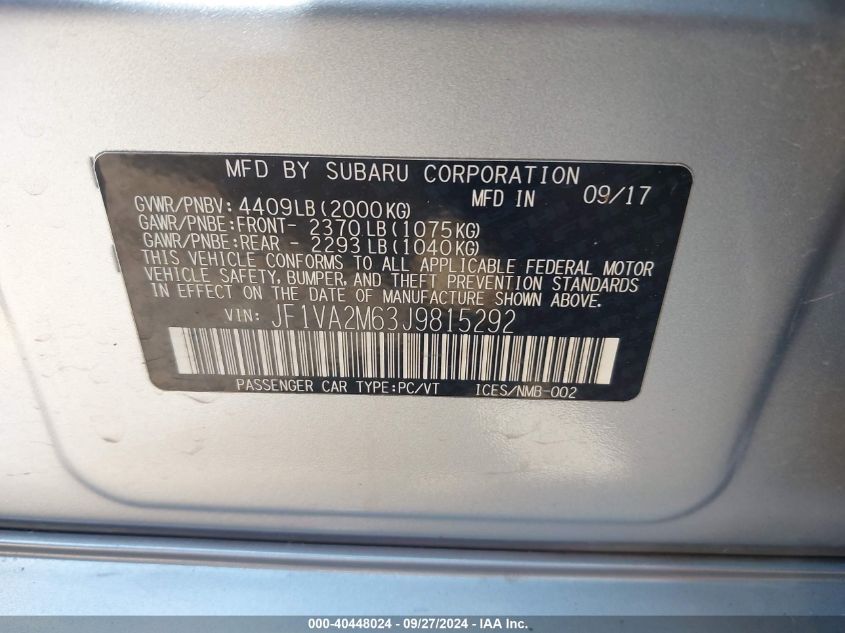 MFD BY SUBARU CORPORATION
MFD IN 09/17
GVWR/PNBV: 4409LB(2000KG)
GAWR/PNBE:FRONT- 2370LB(1075KG)
GAWR/PNBE:REAR - 2293LB(1040KG)
THIS VEHICLE CONFORMS TO ALL APPLICABLE FEDERAL MOTOR
VEHICLE SAFETY, BUMPER, AND THEFT PREVENTION STANDARDS
IN EFFECT ON THE DATE OF MANUFACTURE SHOWN ABOVE.
VIN: JF1VA2M63J9815292
PASSENGER CAR TYPE:PC/VT ICES/NMB-002
000-40448024 - 09/27/2024 - IAA Inc.